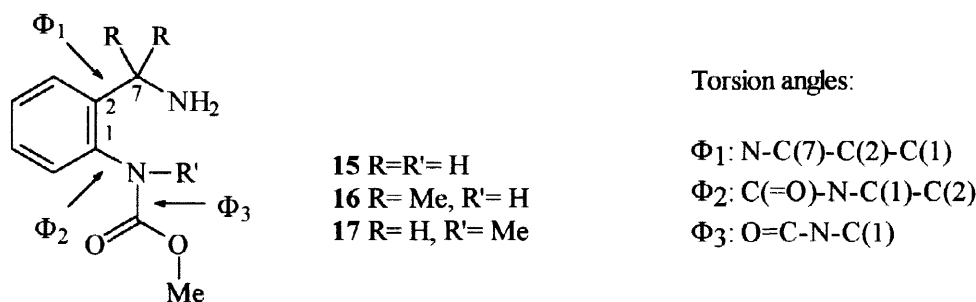 Φ1
R R
7
NH2
2
1
N R'
Φ2
Φ3
O
O
Me
15 R=R'= H
16 R= Me, R'= H
17 R= H, R'= Me
Torsion angles:
Φ1: N-C(7)-C(2)-C(1)
Φ2: C(=O)-N-C(1)-C(2)
Φ3: O=C-N-C(1)